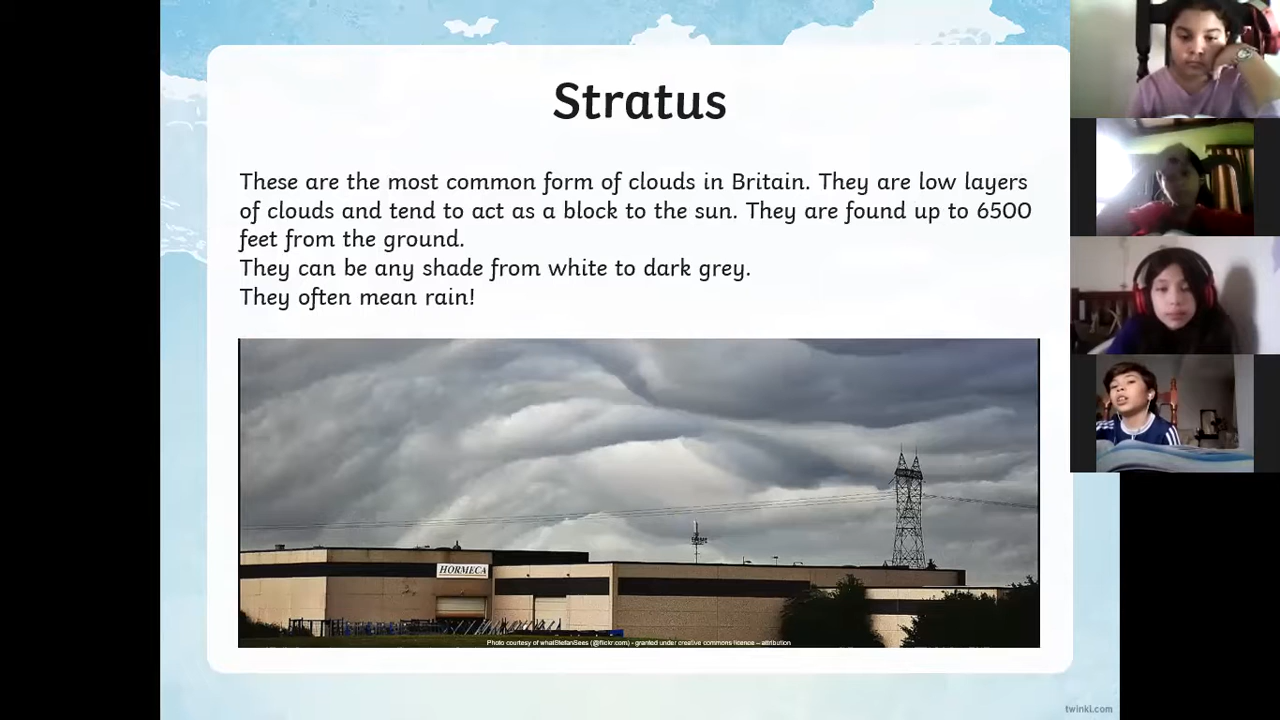 Stratus
These are the most common form of clouds in Britain. They are low layers
of clouds and tend to act as a block to the sun. They are found up to 6500
feet from the ground.
They can be any shade from white to dark grey.
They often mean rain!
HORMECA
Photo courtesy of whatStefanSees (@flickr.com) - granted under creative commons licence – attribution
twinkl.com